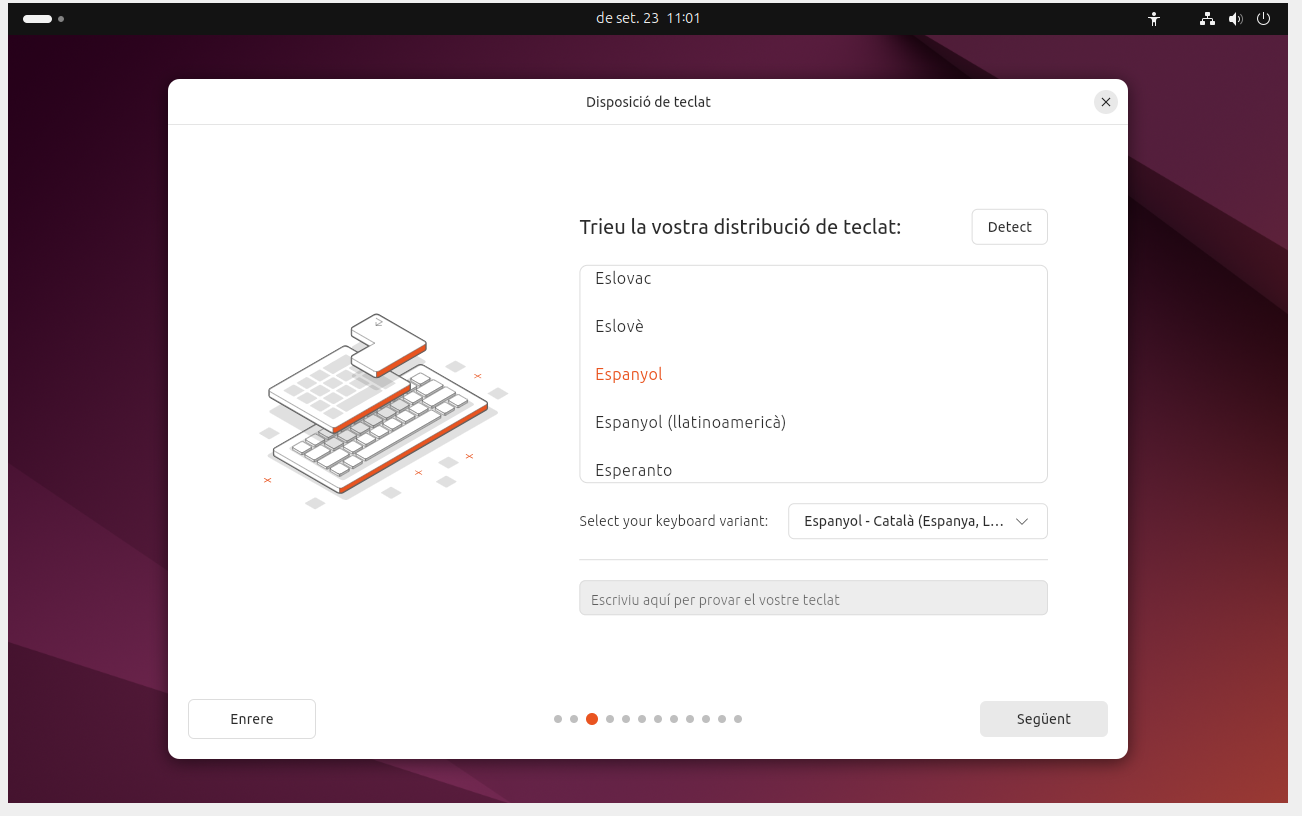 de set. 23 11:01
Disposició de teclat
Trieu la vostra distribució de teclat:
Detect
Eslovac
Eslovè
Espanyol
Espanyol (llatinoamericà)
Esperanto
Select your keyboard variant:
Espanyol - Català (Espanya, L…
Escriviu aquí per provar el vostre teclat
Enrere
Següent